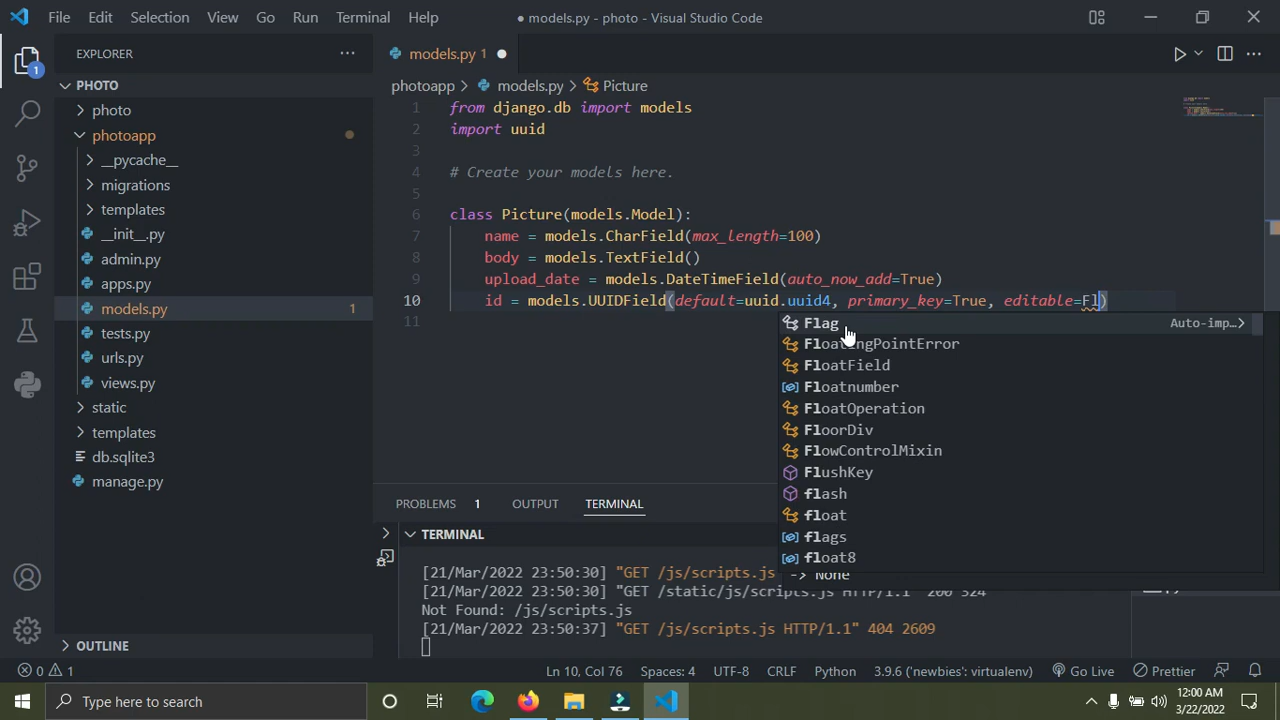 File Edit Selection View Go Run Terminal Help
● models.py - photo - Visual Studio Code
EXPLORER
1
PHOTO
photo
photoapp
__pycache__
migrations
templates
__init__.py
admin.py
apps.py
models.py 1
tests.py
urls.py
views.py
static
templates
db.sqlite3
manage.py
OUTLINE
models.py 1
photoapp > models.py > Picture
1 from django.db import models
2 import uuid
3
4 # Create your models here.
5
6 class Picture(models.Model):
7 name = models.CharField(max_length=100)
8 body = models.TextField()
9 upload_date = models.DateTimeField(auto_now_add=True)
10 id = models.UUIDField(default=uuid.uuid4, primary_key=True, editable=Fl)
11
Flag Auto-imp…
FloatingPointError
FloatField
Floatnumber
FloatOperation
FloorDiv
FlowControlMixin
FlushKey
flash
float
flags
float8
-> None
PROBLEMS 1 OUTPUT TERMINAL
TERMINAL
[21/Mar/2022 23:50:30] "GET /js/scripts.js
[21/Mar/2022 23:50:30] "GET /static/js/scripts.js HTTP/1.1" 200 324
Not Found: /js/scripts.js
[21/Mar/2022 23:50:37] "GET /js/scripts.js HTTP/1.1" 404 2609
0 1 Ln 10, Col 76 Spaces: 4 UTF-8 CRLF Python 3.9.6 ('newbies': virtualenv) Go Live Prettier
Type here to search
12:00 AM
3/22/2022